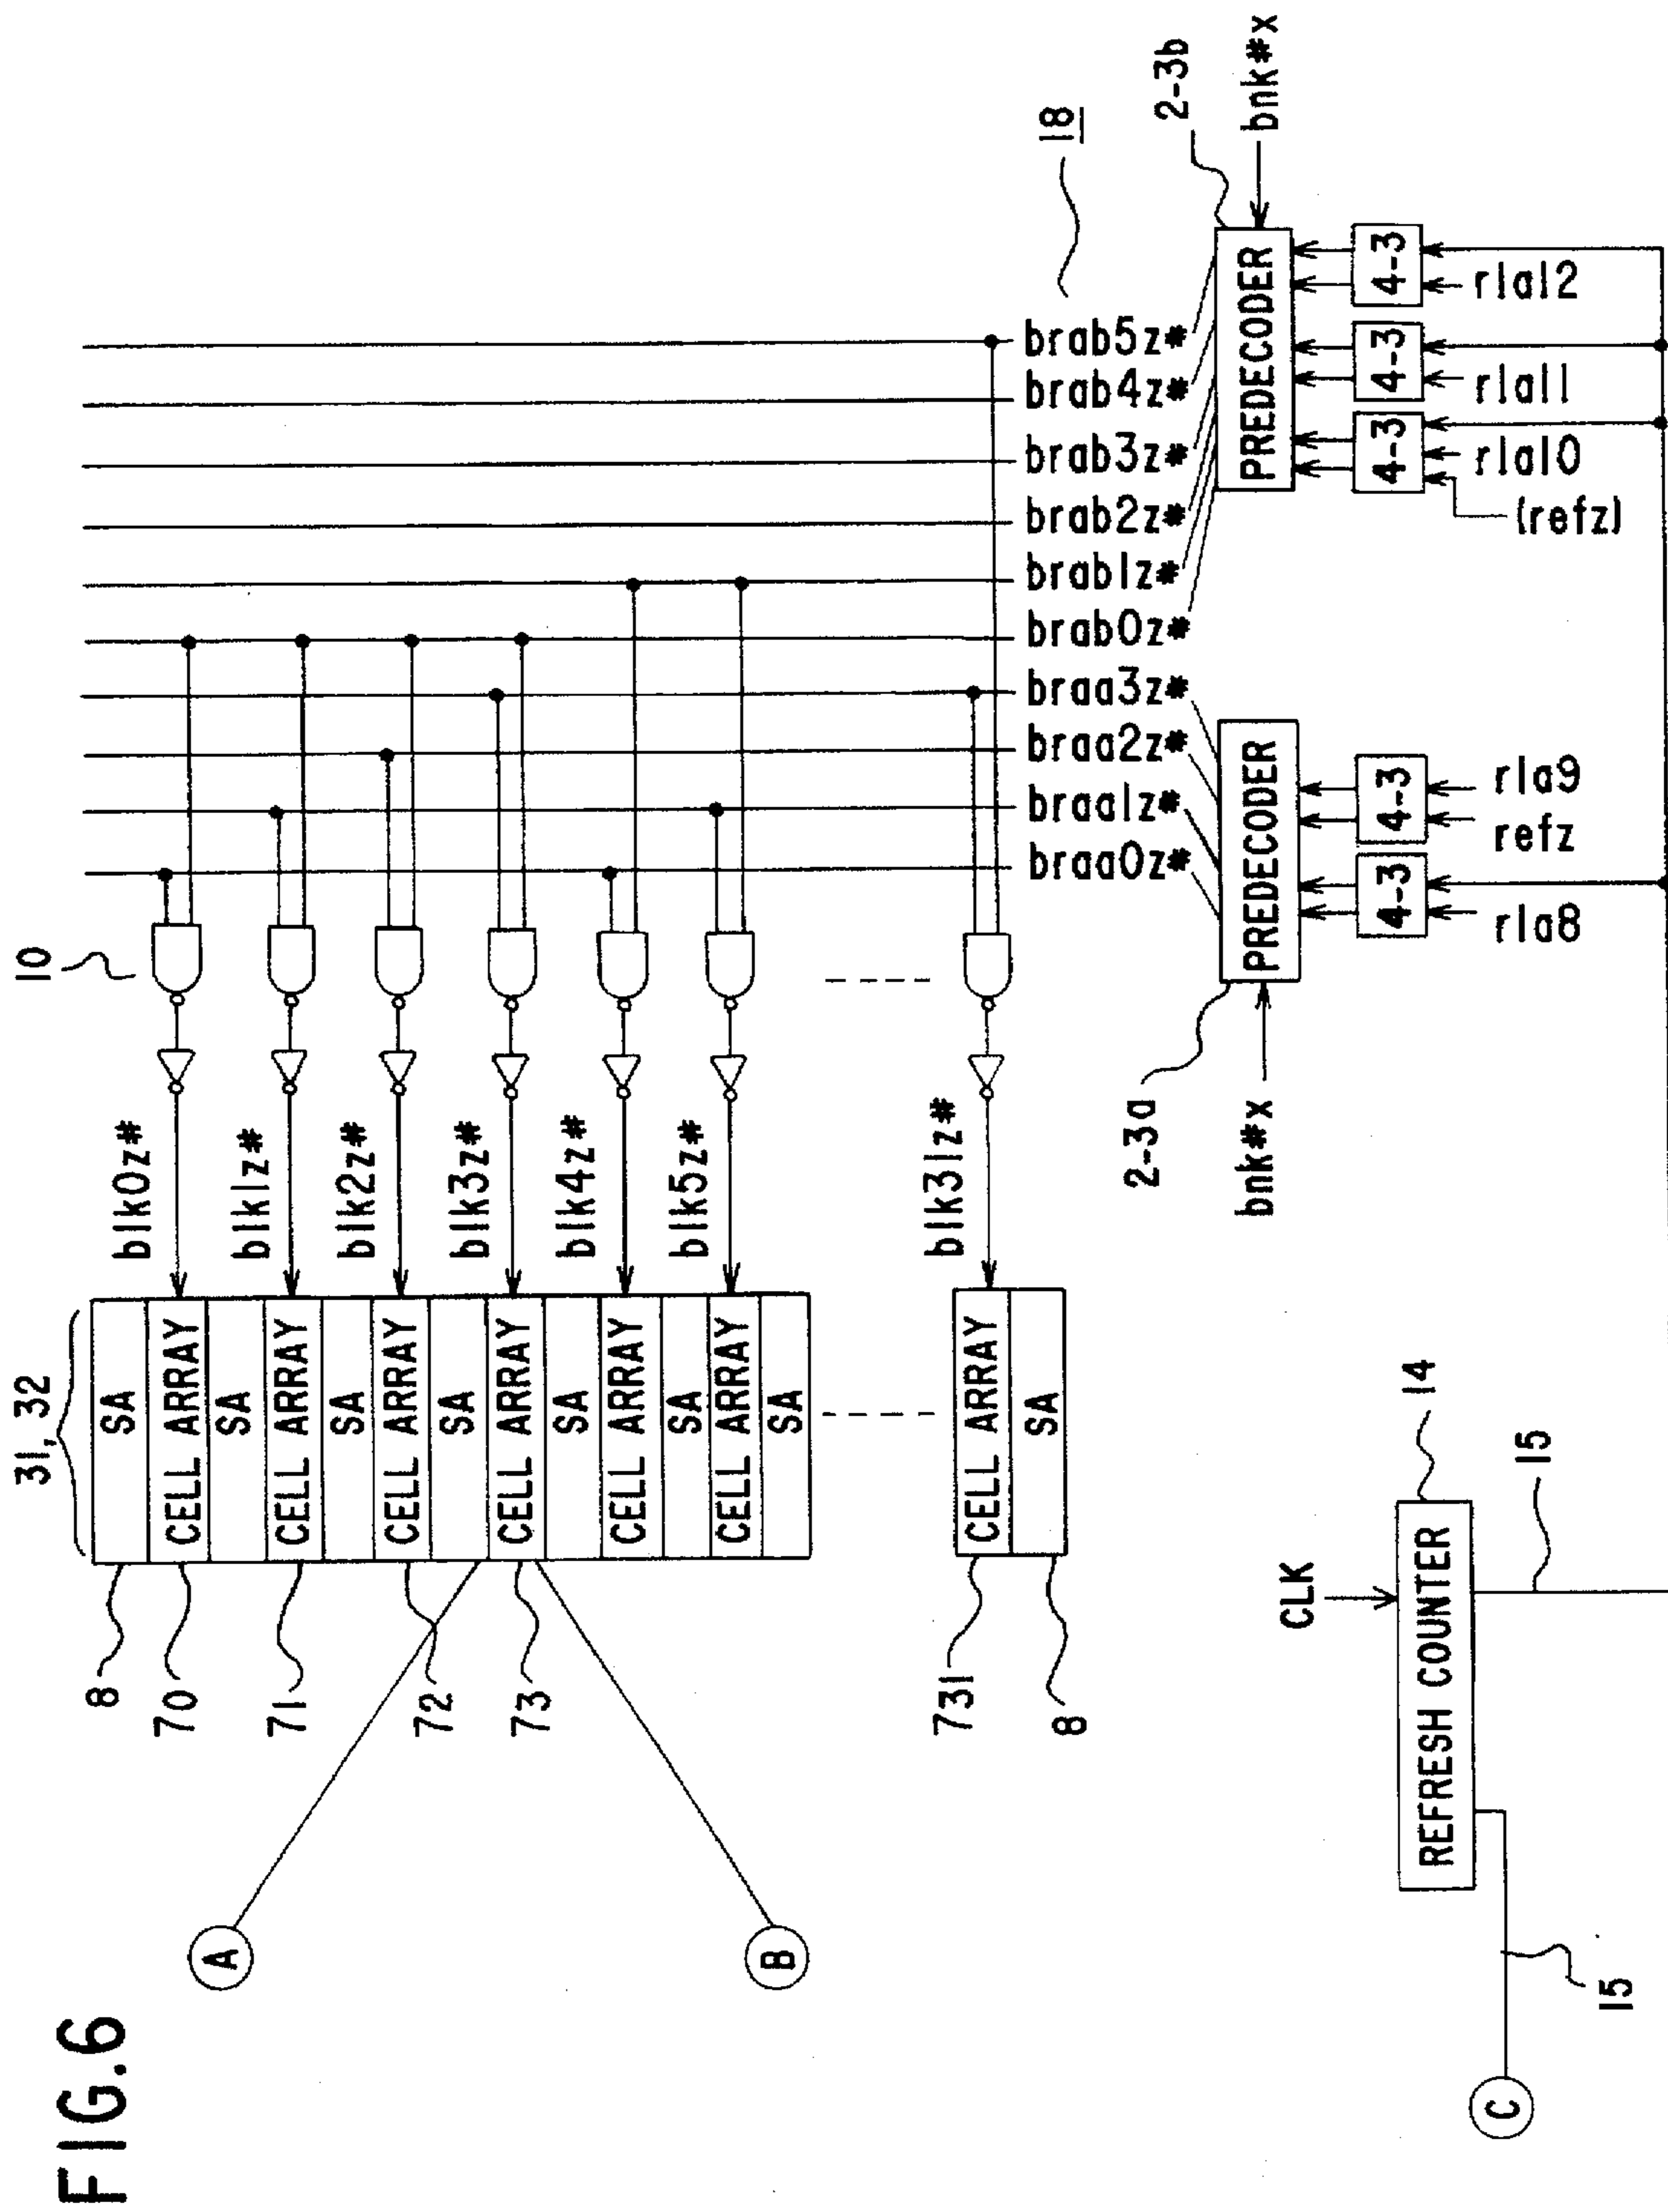 FIG.6
31, 32
SA
CELL ARRAY
SA
CELL ARRAY
SA
CELL ARRAY
SA
CELL ARRAY
SA
CELL ARRAY
SA
CELL ARRAY
SA
CELL ARRAY
SA
8
70
71
72
73
731
8
A
B
blk0z#
blk1z#
blk2z#
blk3z#
blk4z#
blk5z#
blk31z#
10
brab5z#
brab4z#
brab3z#
brab2z#
brab1z#
brab0z#
braa3z#
braa2z#
braa1z#
braa0z#
18
2-3a
bnk#x
PREDECODER
4-3
4-3
rla8
refz
rla9
2-3b
bnk#x
PREDECODER
4-3
4-3
4-3
(refz)
rla10
rla11
rla12
CLK
REFRESH COUNTER
14
15
15
C